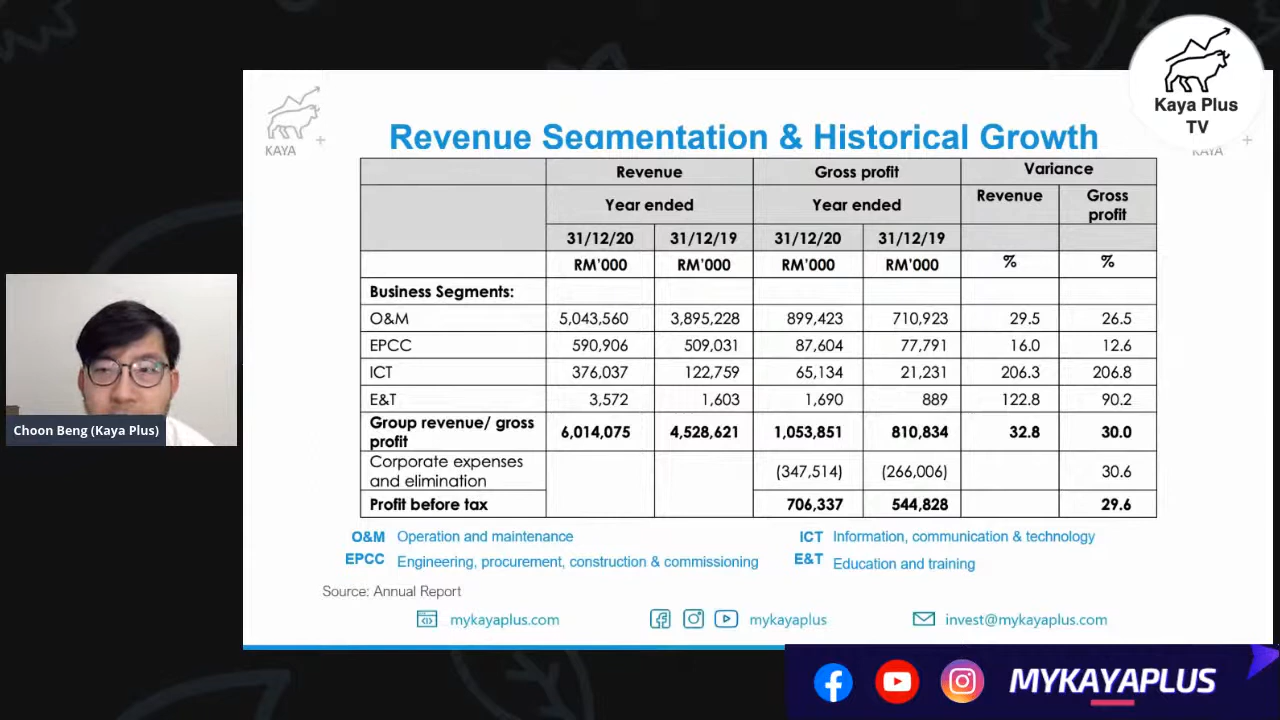 Kaya Plus
TV
KAYA
KAYA
Revenue Segmentation & Historical Growth
Revenue Gross profit Variance
Year ended Year ended Revenue Gross profit
31/12/20 31/12/19 31/12/20 31/12/19
RM'000 RM'000 RM'000 RM'000 % %
Business Segments:
O&M 5,043,560 3,895,228 899,423 710,923 29.5 26.5
EPCC 590,906 509,031 87,604 77,791 16.0 12.6
ICT 376,037 122,759 65,134 21,231 206.3 206.8
E&T 3,572 1,603 1,690 889 122.8 90.2
Group revenue/ gross profit 6,014,075 4,528,621 1,053,851 810,834 32.8 30.0
Corporate expenses and elimination (347,514) (266,006) 30.6
Profit before tax 706,337 544,828 29.6
O&M Operation and maintenance ICT Information, communication & technology
EPCC Engineering, procurement, construction & commissioning E&T Education and training
Source: Annual Report
mykayaplus.com mykayaplus invest@mykayaplus.com
Choon Beng (Kaya Plus)
MYKAYAPLUS